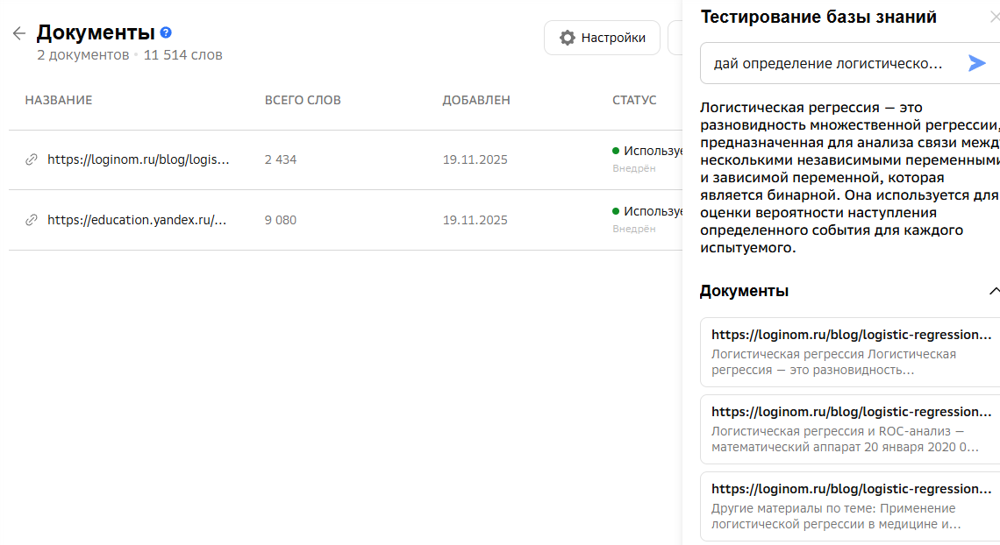 Документы
2 документов • 11 514 слов
Настройки
НАЗВАНИЕ ВСЕГО СЛОВ ДОБАВЛЕН СТАТУС
https://loginom.ru/blog/logis... 2 434 19.11.2025 Используе
Внедрён
https://education.yandex.ru/... 9 080 19.11.2025 Используе
Внедрён
Тестирование базы знаний
дай определение логистическо...
Логистическая регрессия — это
разновидность множественной регрессии,
предназначенная для анализа связи межд
несколькими независимыми переменными
и зависимой переменной, которая
является бинарной. Она используется для
оценки вероятности наступления
определенного события для каждого
испытуемого.
Документы
https://loginom.ru/blog/logistic-regression...
Логистическая регрессия Логистическая
регрессия — это разновидность...
https://loginom.ru/blog/logistic-regression...
Логистическая регрессия и ROC-анализ —
математический аппарат 20 января 2020 0...
https://loginom.ru/blog/logistic-regression...
Другие материалы по теме: Применение
логистической регрессии в медицине и...